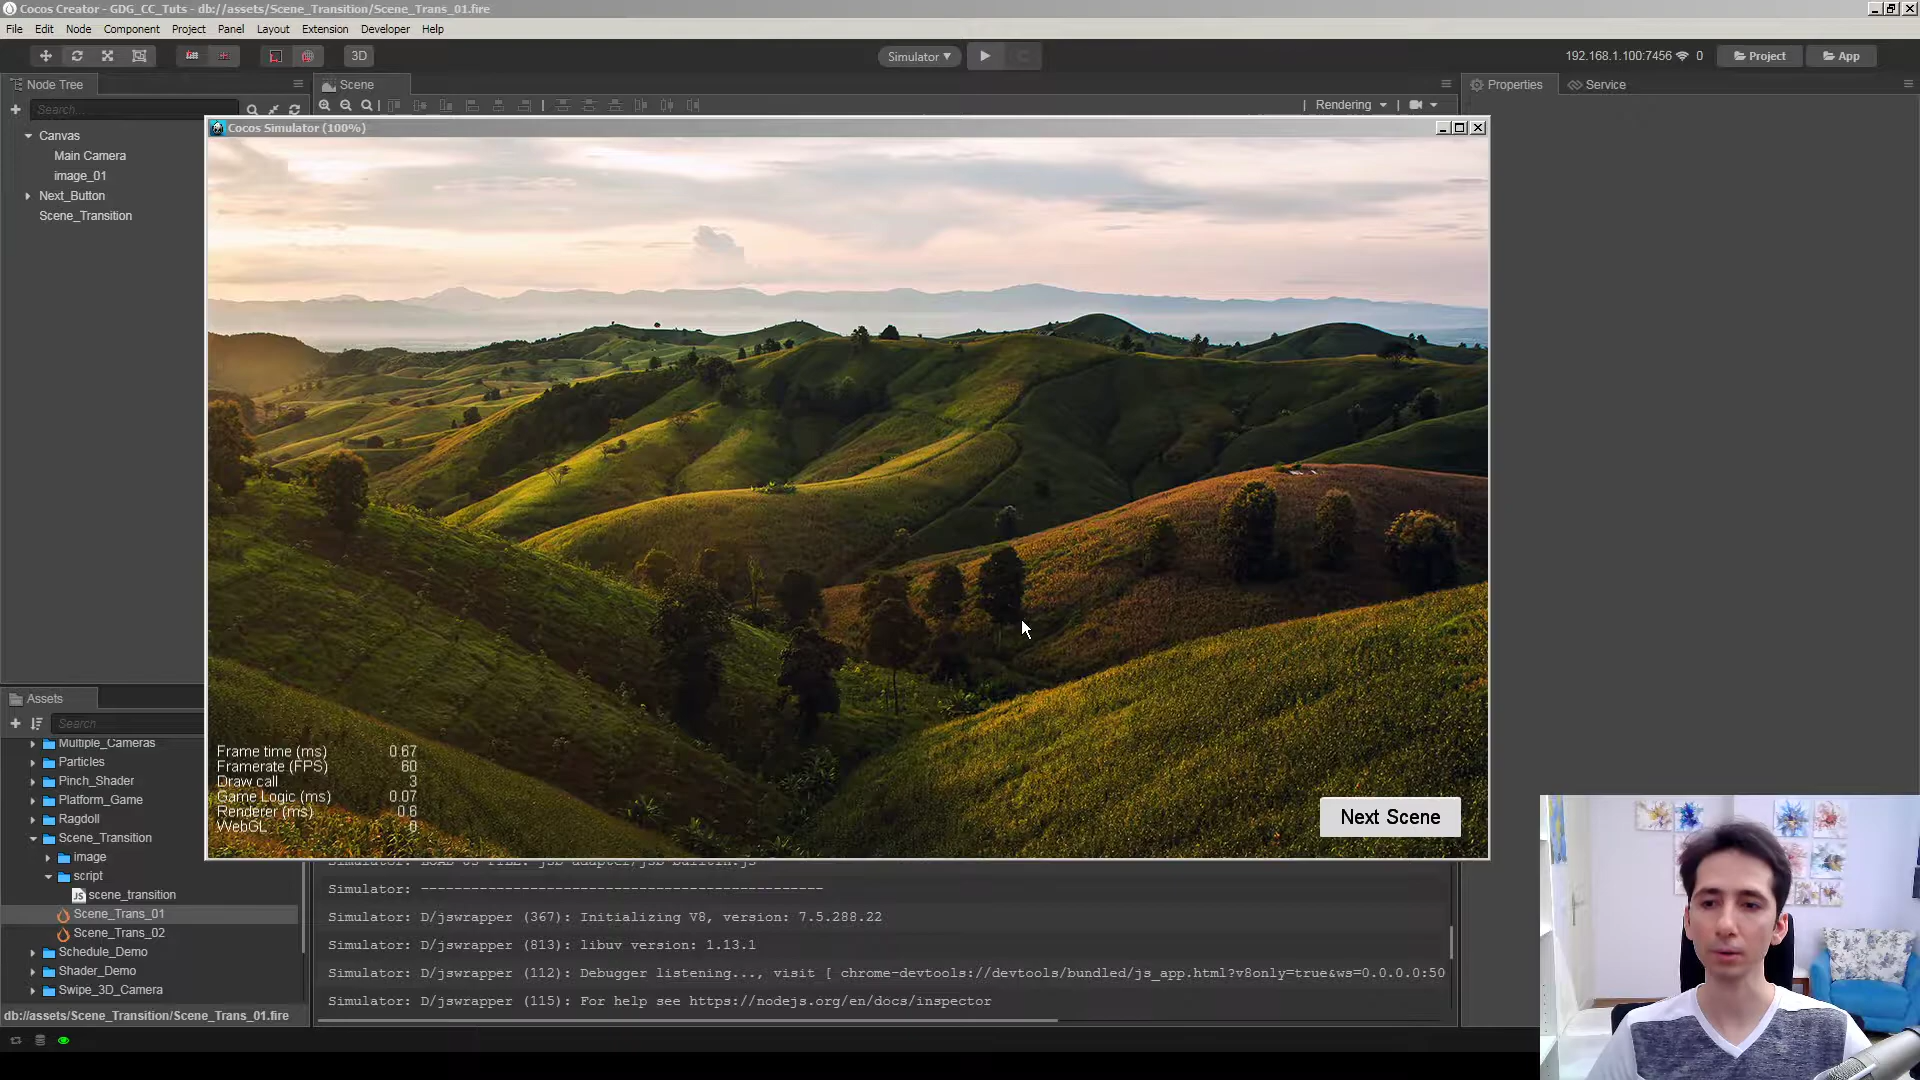 Cocos Creator - GDG_CC_Tuts - db://assets/Scene_Transition/Scene_Trans_01.fire
File Edit Node Component Project Panel Layout Extension Developer Help
3D Simulator 192.168.1.100:7456 0 Project App
Node Tree Scene Properties Service
Search... Rendering
Cocos Simulator (100%)
Canvas
Main Camera
image_01
Next_Button
Scene_Transition
Assets
Search
Multiple_Cameras
Particles
Pinch_Shader
Platform_Game
Ragdoll
Scene_Transition
image
script
JS scene_transition
Scene_Trans_01
Scene_Trans_02
Schedule_Demo
Shader_Demo
Swipe_3D_Camera
db://assets/Scene_Transition/Scene_Trans_01.fire
Frame time (ms) 0.67
Framerate (FPS) 60
Draw call 3
Game Logic (ms) 0.07
Renderer (ms) 0.6
WebGL 0
Next Scene
Simulator: ----------------------------------------------
Simulator: D/jswrapper (367): Initializing V8, version: 7.5.288.22
Simulator: D/jswrapper (813): libuv version: 1.13.1
Simulator: D/jswrapper (112): Debugger listening..., visit [ chrome-devtools://devtools/bundled/js_app.html?v8only=true&ws=0.0.0.0:50
Simulator: D/jswrapper (115): For help see https://nodejs.org/en/docs/inspector